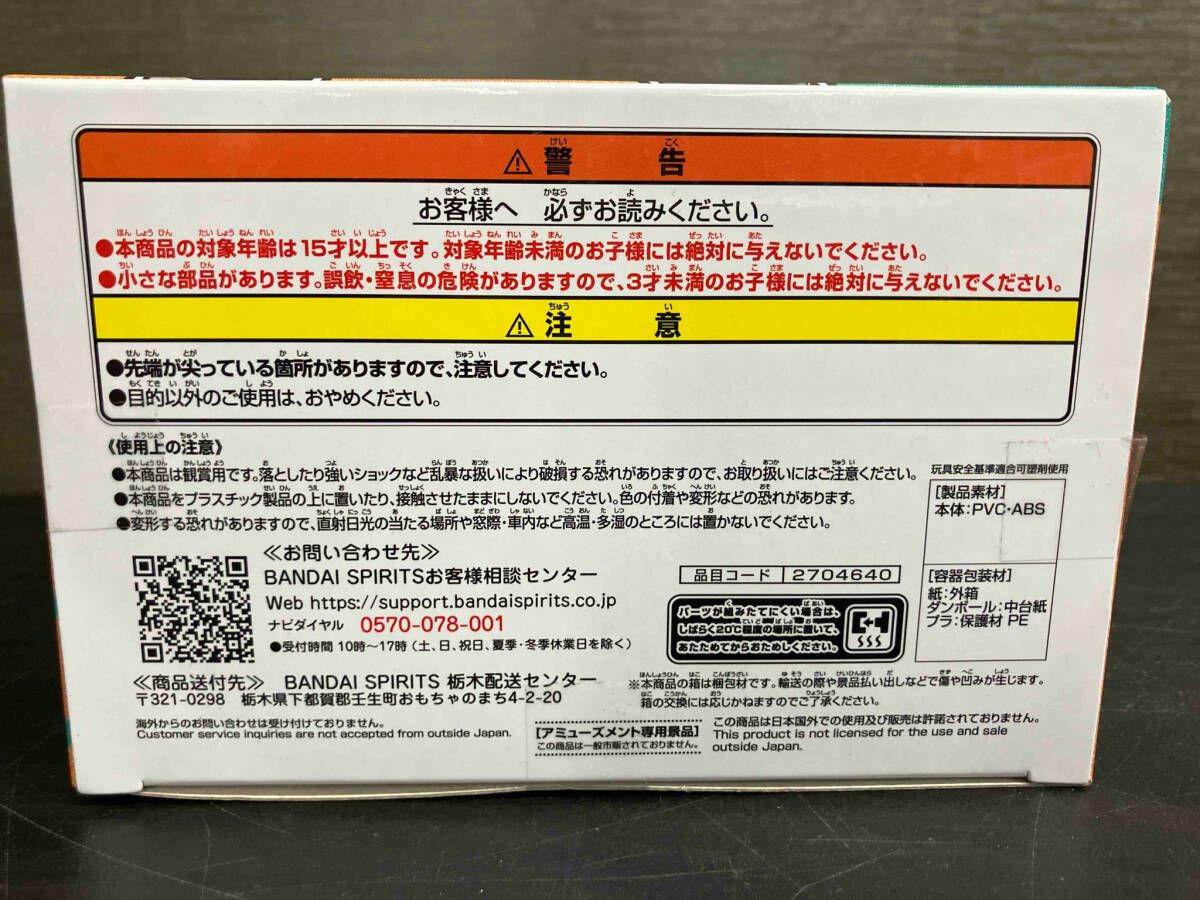 ⚠警告
お客様へ 必ずお読みください。
●本商品の対象年齢は15才以上です。対象年齢未満のお子様には絶対に与えないでください。
●小さな部品があります。誤飲・窒息の危険がありますので、3才未満のお子様には絶対に与えないでください。
⚠注意
●先端が尖っている箇所がありますので、注意してください。
●目的以外のご使用は、おやめください。
《使用上の注意》
●本商品は観賞用です。落としたり強いショックなど乱暴な扱いにより破損する恐れがありますので、お取り扱いにはご注意ください。
●本商品をプラスチック製品の上に置いたり、接触させたままにしないでください。色の付着や変形などの恐れがあります。
●変形する恐れがありますので、直射日光の当たる場所や窓際・車内など高温・多湿のところには置かないでください。
玩具安全基準適合可塑剤使用
[製品素材]
本体:PVC・ABS
[容器包装材]
紙:外箱
ダンボール:中台紙
プラ:保護材 PE
≪お問い合わせ先≫
BANDAI SPIRITSお客様相談センター
Web https://support.bandaispirits.co.jp
ナビダイヤル 0570-078-001
●受付時間 10時〜17時(土、日、祝日、夏季・冬季休業日を除く)
品目コード 2704640
パーツが組みたてにくい場合は、
しばらく20℃程度の場所に置いて、
あたためてからおためしください。
≪商品送付先≫ BANDAI SPIRITS 栃木配送センター
〒321-0298 栃木県下都賀郡壬生町おもちゃのまち4-2-20
※本商品の箱は梱包材です。輸送の際や景品払い出しなどで傷や凹みが生じます。
箱の交換には応じかねますのでご了承ください。
海外からのお問い合わせは受け付けておりません。
Customer service inquiries are not accepted from outside Japan.
[アミューズメント専用景品]
この商品は一般市販されておりません。
この商品は日本国外での使用及び販売は許諾されておりません。
This product is not licensed for the use and sale
outside Japan.